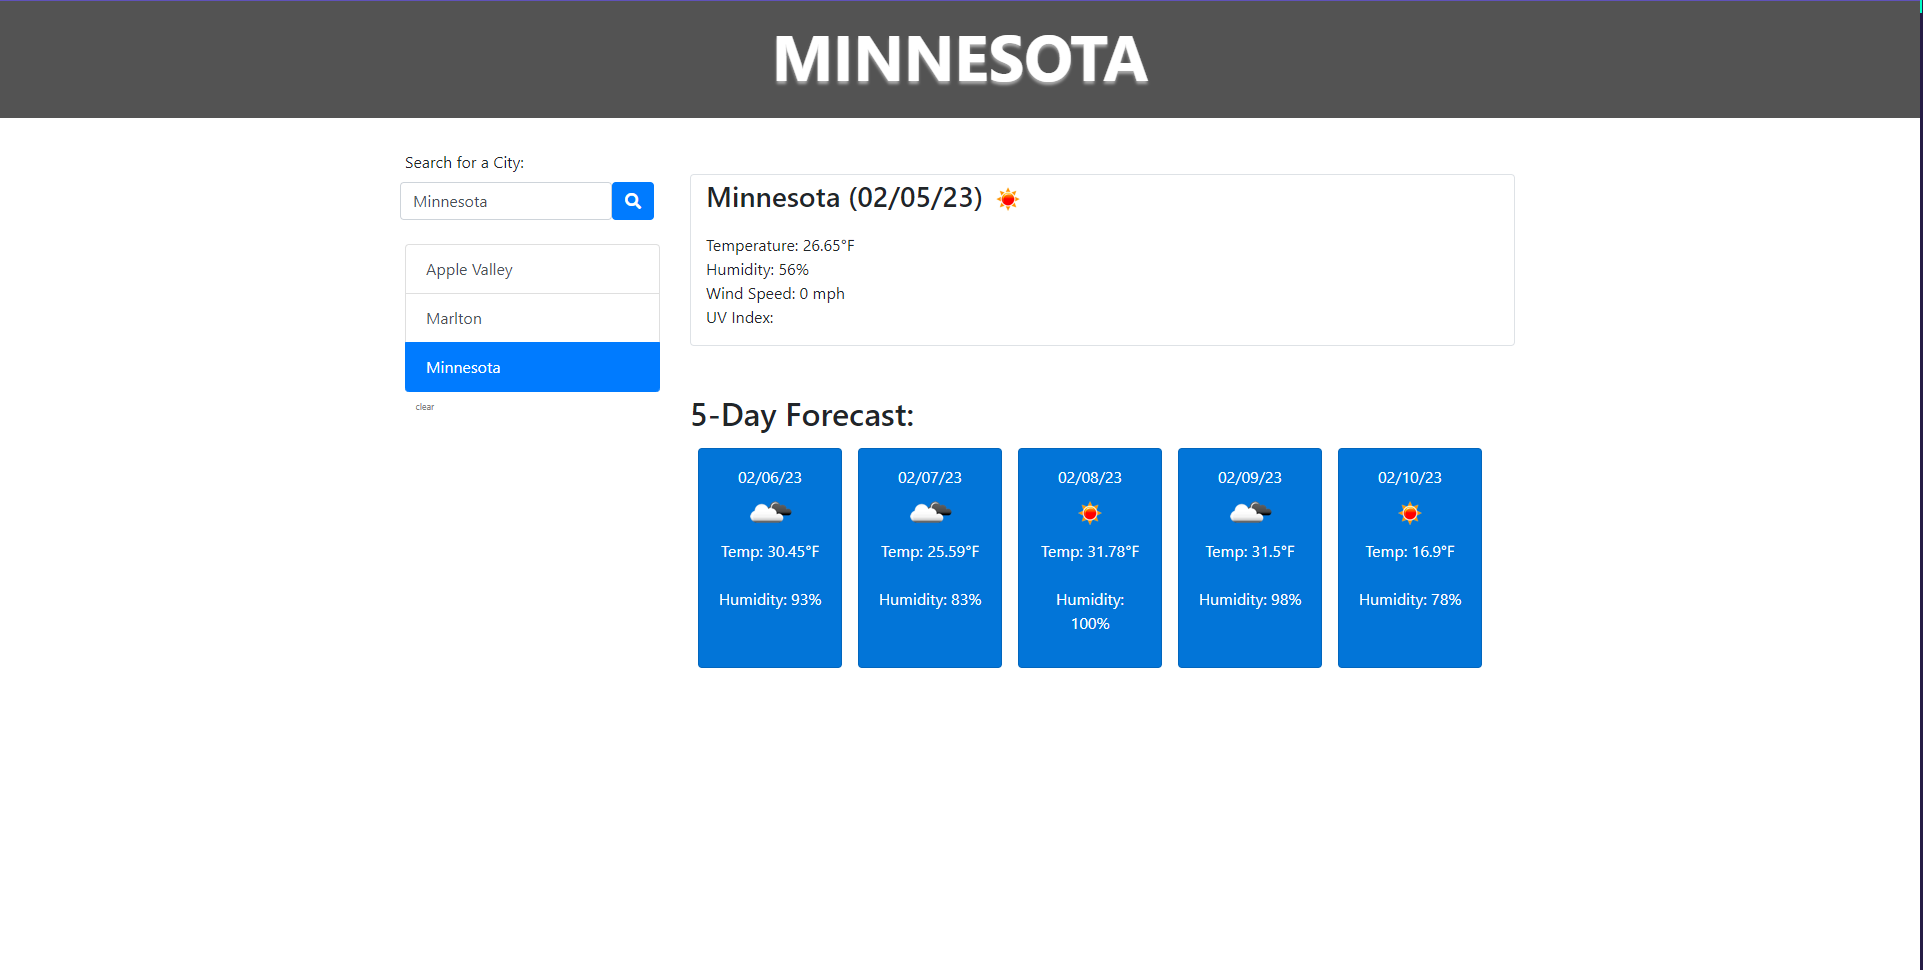 MINNESOTA
Search for a City:
Minnesota
Apple Valley
Marlton
Minnesota
clear
Minnesota (02/05/23)
Temperature: 26.65°F
Humidity: 56%
Wind Speed: 0 mph
UV Index:
5-Day Forecast:
02/06/23
Temp: 30.45°F
Humidity: 93%
02/07/23
Temp: 25.59°F
Humidity: 83%
02/08/23
Temp: 31.78°F
Humidity:
100%
02/09/23
Temp: 31.5°F
Humidity: 98%
02/10/23
Temp: 16.9°F
Humidity: 78%